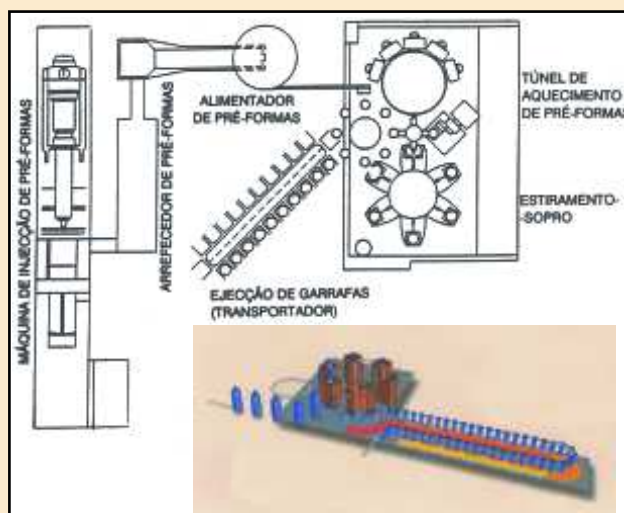 MÁQUINA DE INJECÇÃO DE PRÉ-FORMAS
ARREFECEDOR DE PRÉ-FORMAS
ALIMENTADOR
DE PRÉ-FORMAS
TÚNEL DE
AQUECIMENTO
DE PRÉ-FORMAS
ESTIRAMENTO-
-SOPRO
EJECÇÃO DE GARRAFAS
(TRANSPORTADOR)